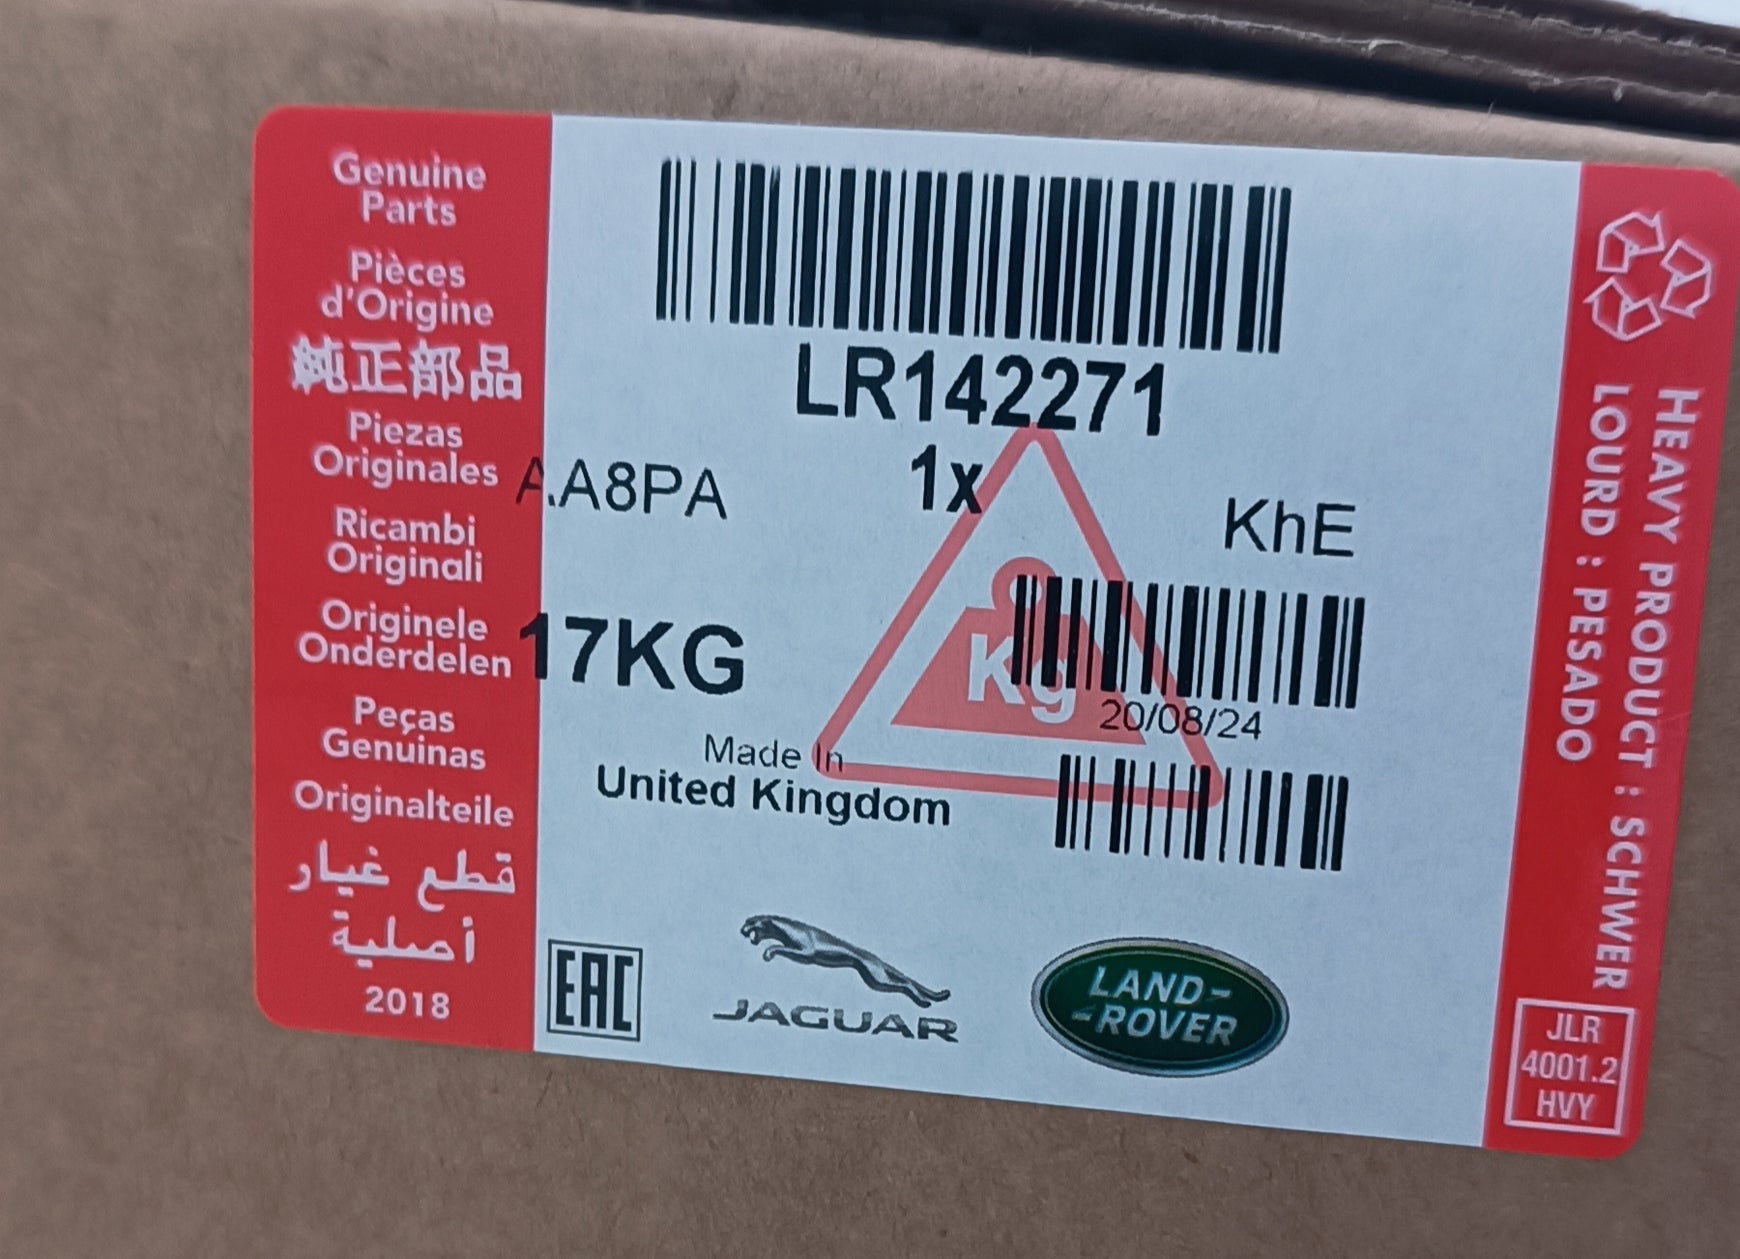 Genuine
Parts
Pièces
d'Origine
純正部品
Piezas
Originales
Ricambi
Originali
Originele
Onderdelen
Peças
Genuinas
Originalteile
قطع غيار
أصلية
2018
LR142271
A.A8PA
1x
KhE
17KG
Kg
20/08/24
Made In
United Kingdom
EAC
JAGUAR
LAND-
-ROVER
HEAVY PRODUCT : SCHWER
LOURD : PESADO
JLR
4001.2
HVY